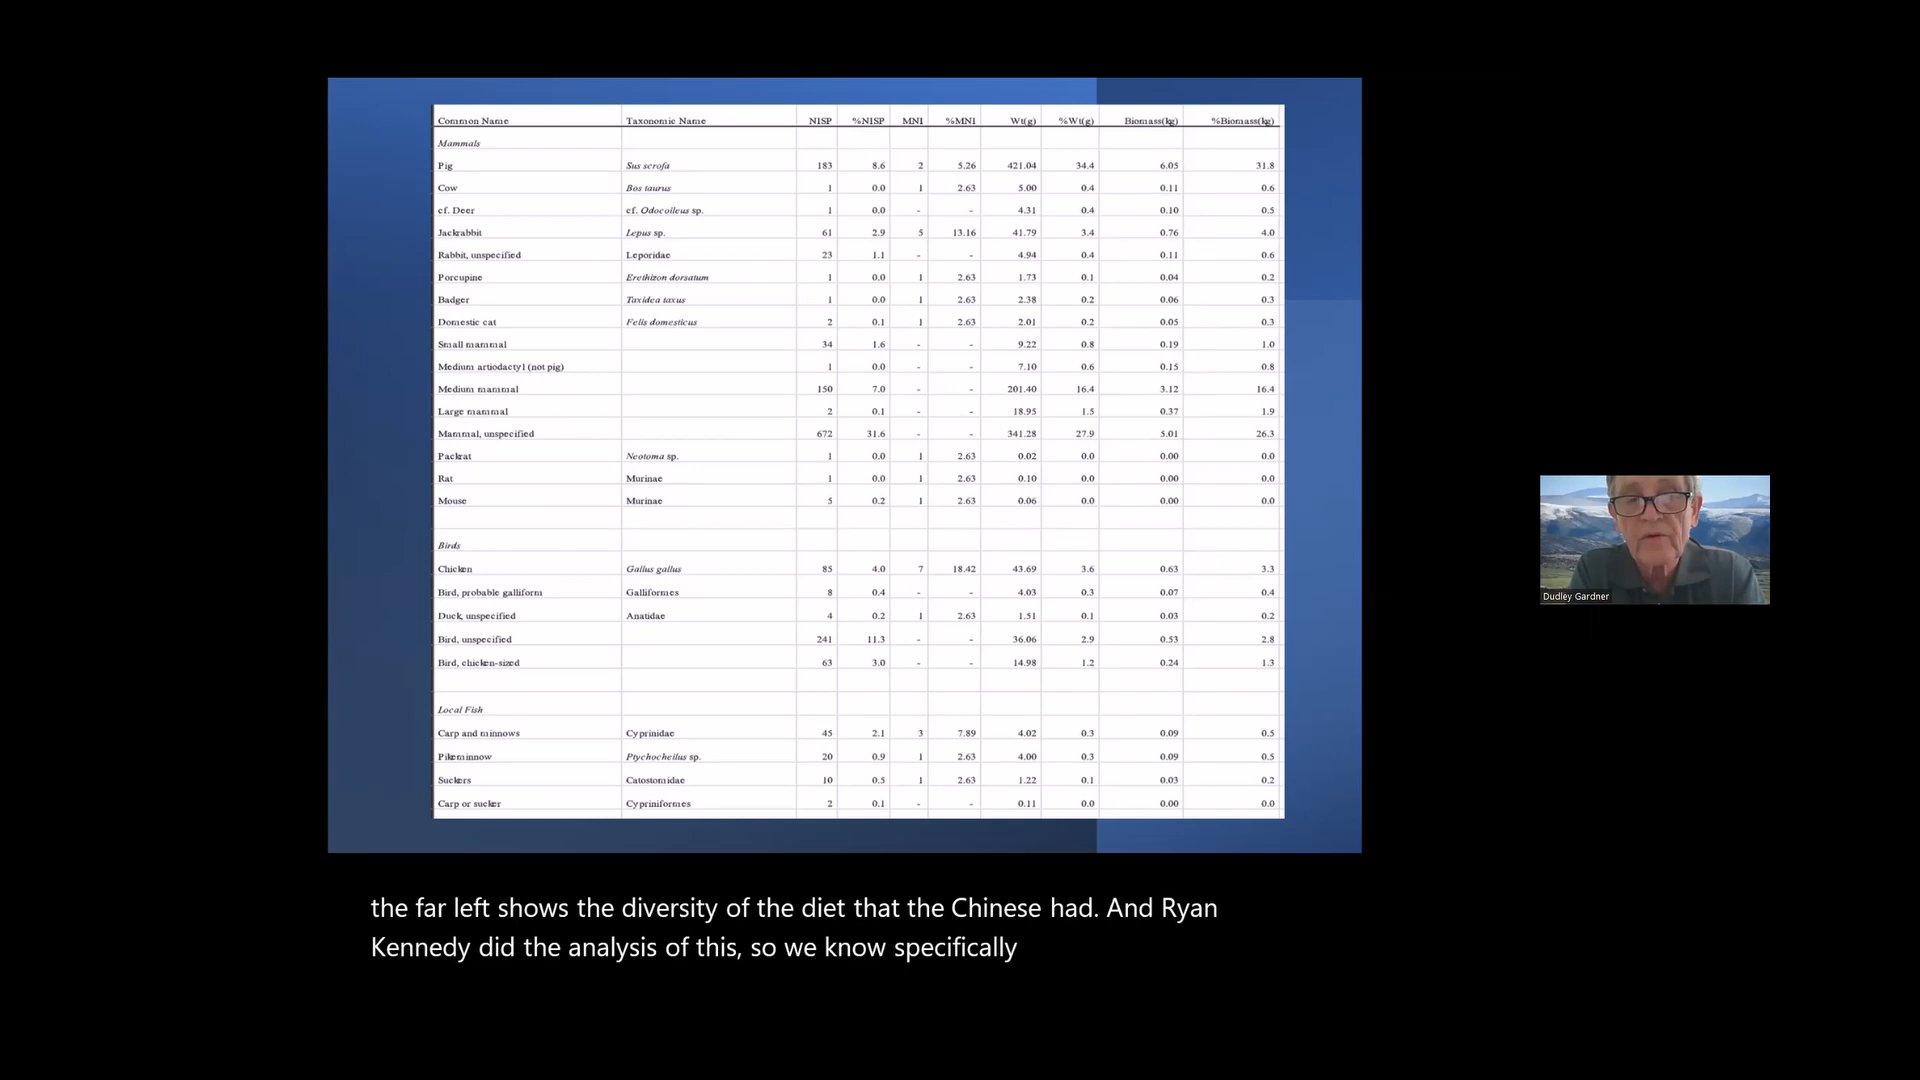 Common Name Taxonomic Name NISP %NISP MNI %MNI Wt(g) %Wt(g) Biomass(kg) %Biomass(kg)
Mammals
Pig Sus scrofa 183 8.6 2 5.26 421.04 34.4 6.05 31.8
Cow Bos taurus 1 0.0 1 2.63 5.00 0.4 0.11 0.6
cf. Deer cf. Odocoileus sp. 1 0.0 - - 4.31 0.4 0.10 0.5
Jackrabbit Lepus sp. 61 2.9 5 13.16 41.79 3.4 0.76 4.0
Rabbit, unspecified Leporidae 23 1.1 - - 4.94 0.4 0.11 0.6
Porcupine Erethizon dorsatum 1 0.0 1 2.63 1.73 0.1 0.04 0.2
Badger Taxidea taxus 1 0.0 1 2.63 2.38 0.2 0.06 0.3
Domestic cat Felis domesticus 2 0.1 1 2.63 2.01 0.2 0.05 0.3
Small mammal 34 1.6 - - 9.22 0.8 0.19 1.0
Medium artiodactyl (not pig) 1 0.0 - - 7.10 0.6 0.15 0.8
Medium mammal 150 7.0 - - 201.40 16.4 3.12 16.4
Large mammal 2 0.1 - - 18.95 1.5 0.37 1.9
Mammal, unspecified 672 31.6 - - 341.28 27.9 5.01 26.3
Packrat Neotoma sp. 1 0.0 1 2.63 0.02 0.0 0.00 0.0
Rat Murinae 1 0.0 1 2.63 0.10 0.0 0.00 0.0
Mouse Murinae 5 0.2 1 2.63 0.06 0.0 0.00 0.0
Birds
Chicken Gallus gallus 85 4.0 7 18.42 43.69 3.6 0.63 3.3
Bird, probable galliform Galliformes 8 0.4 - - 4.03 0.3 0.07 0.4
Duck, unspecified Anatidae 4 0.2 1 2.63 1.51 0.1 0.03 0.2
Bird, unspecified 241 11.3 - - 36.06 2.9 0.53 2.8
Bird, chicken-sized 63 3.0 - - 14.98 1.2 0.24 1.3
Local Fish
Carp and minnows Cyprinidae 45 2.1 3 7.89 4.02 0.3 0.09 0.5
Pikeminnow Ptychocheilus sp. 20 0.9 1 2.63 4.00 0.3 0.09 0.5
Suckers Catostomidae 10 0.5 1 2.63 1.22 0.1 0.03 0.2
Carp or sucker Cypriniformes 2 0.1 - - 0.11 0.0 0.00 0.0
Dudley Gardner
the far left shows the diversity of the diet that the Chinese had. And Ryan
Kennedy did the analysis of this, so we know specifically